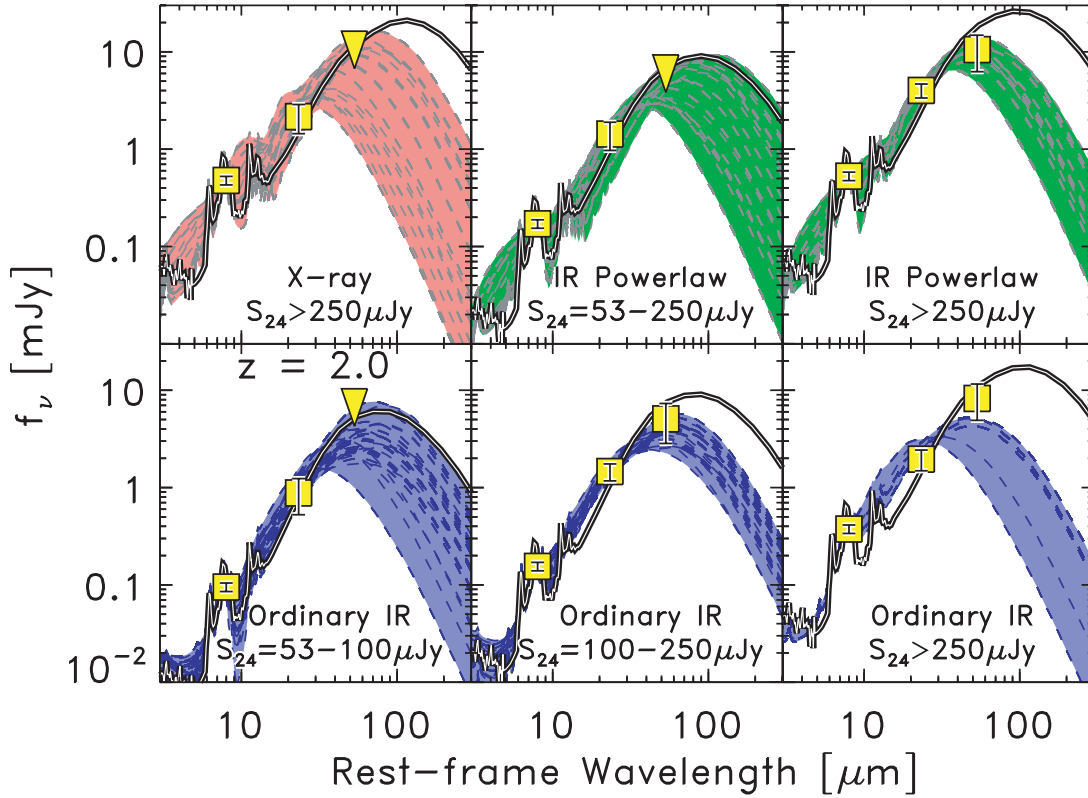 10
1
0.1
X-ray
S₂₄>250μJy
IR Powerlaw
S₂₄=53-250μJy
IR Powerlaw
S₂₄>250μJy
f_ν [mJy]
z = 2.0
10
1
0.1
10⁻²
Ordinary IR
S₂₄=53-100μJy
Ordinary IR
S₂₄=100-250μJy
Ordinary IR
S₂₄>250μJy
10 100 10 100 10 100
Rest-frame Wavelength [μm]